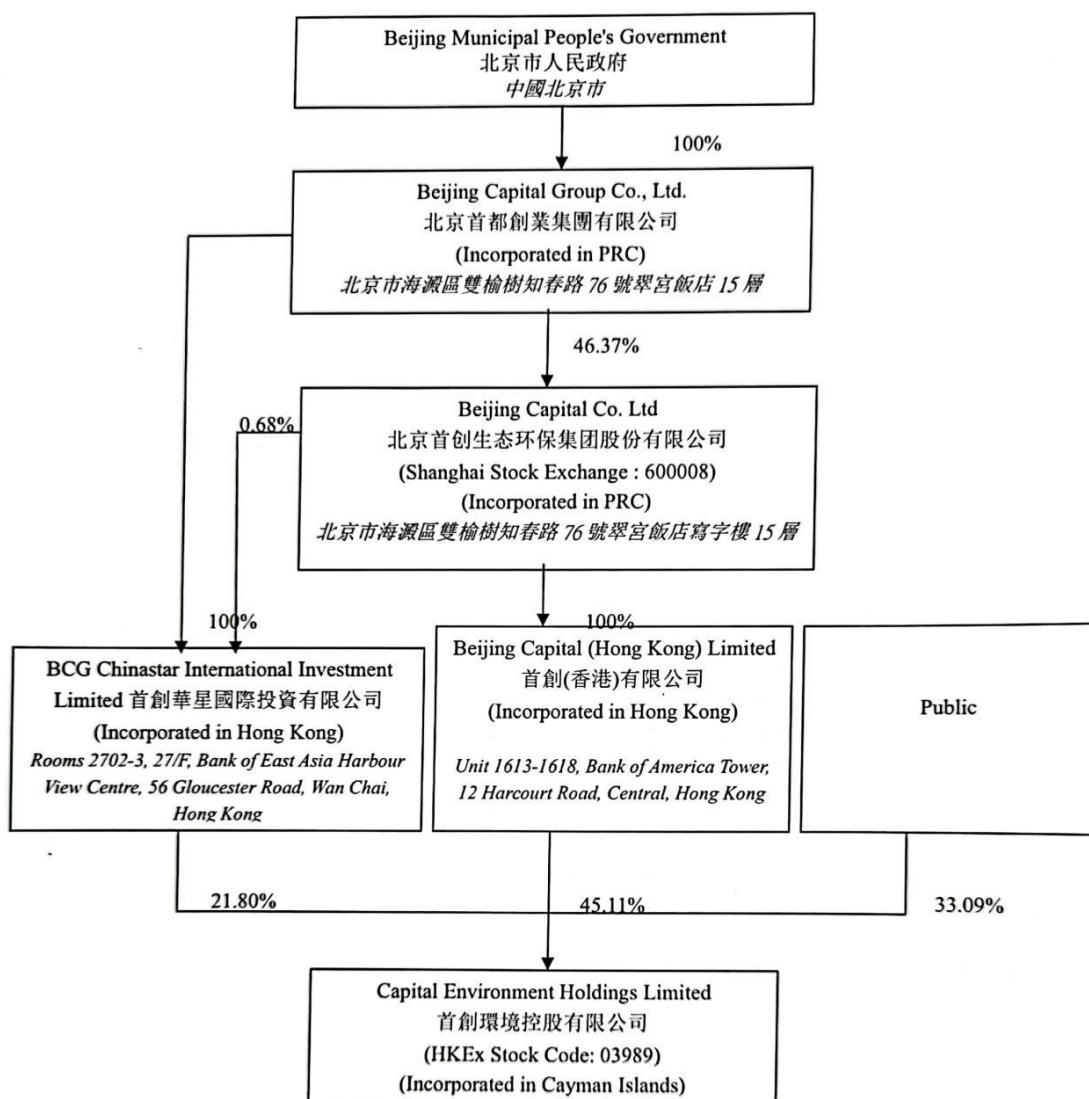 Beijing Municipal People's Government
北京市人民政府
中國北京市
100%
Beijing Capital Group Co., Ltd.
北京首都創業集團有限公司
(Incorporated in PRC)
北京市海澱區雙榆樹知春路 76 號翠宮飯店 15 層
46.37%
Beijing Capital Co. Ltd
北京首创生态环保集团股份有限公司
(Shanghai Stock Exchange : 600008)
(Incorporated in PRC)
北京市海澱區雙榆樹知春路 76 號翠宮飯店寫字樓 15 層
0.68%
100%
100%
BCG Chinastar International Investment
Limited 首創華星國際投資有限公司
(Incorporated in Hong Kong)
Rooms 2702-3, 27/F, Bank of East Asia Harbour
View Centre, 56 Gloucester Road, Wan Chai,
Hong Kong
Beijing Capital (Hong Kong) Limited
首創(香港)有限公司
(Incorporated in Hong Kong)
Unit 1613-1618, Bank of America Tower,
12 Harcourt Road, Central, Hong Kong
Public
21.80%
45.11%
33.09%
Capital Environment Holdings Limited
首創環境控股有限公司
(HKEx Stock Code: 03989)
(Incorporated in Cayman Islands)